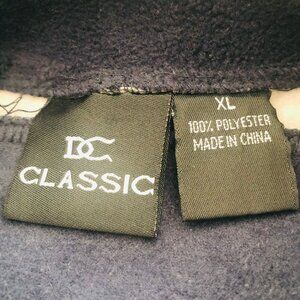 DC
CLASSIC
XL
100% POLYESTER
MADE IN CHINA